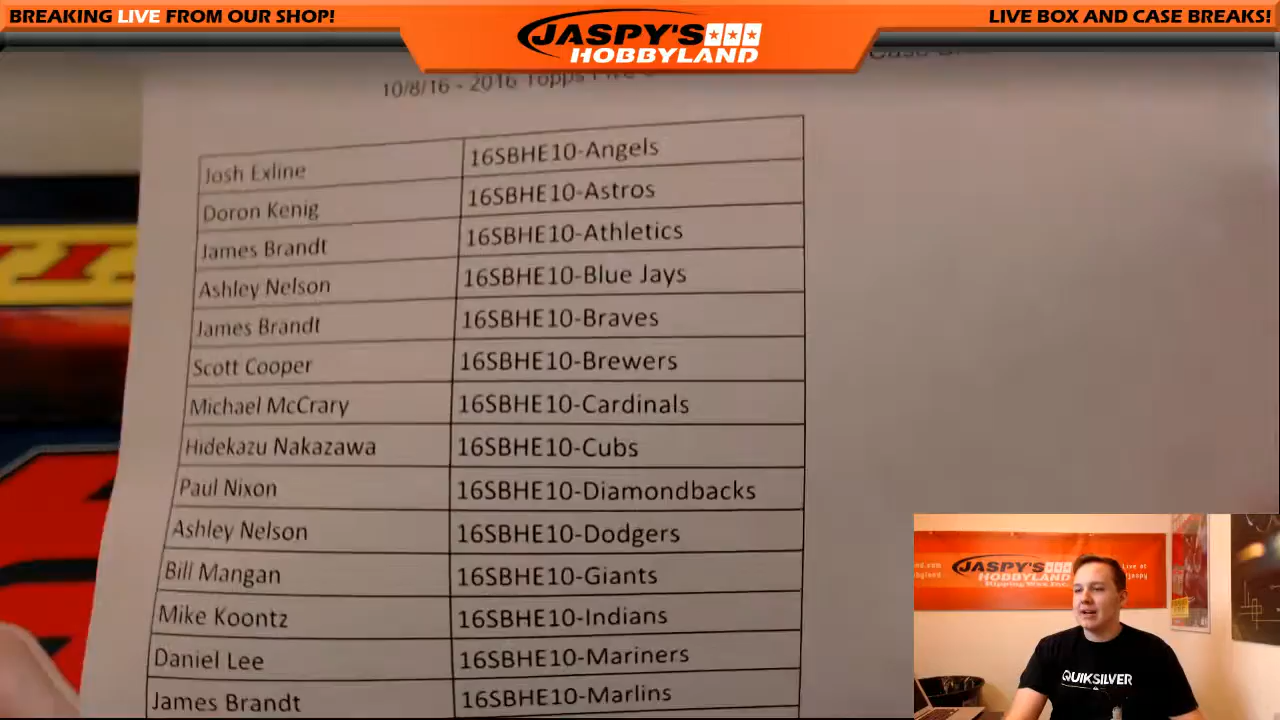 BREAKING LIVE FROM OUR SHOP!
JASPY'S
HOBBYLAND
LIVE BOX AND CASE BREAKS!
10/8/16 - 2016 Topps
Josh Exline 16SBHE10-Angels
Doron Kenig 16SBHE10-Astros
James Brandt 16SBHE10-Athletics
Ashley Nelson 16SBHE10-Blue Jays
James Brandt 16SBHE10-Braves
Scott Cooper 16SBHE10-Brewers
Michael McCrary 16SBHE10-Cardinals
Hidekazu Nakazawa 16SBHE10-Cubs
Paul Nixon 16SBHE10-Diamondbacks
Ashley Nelson 16SBHE10-Dodgers
Bill Mangan 16SBHE10-Giants
Mike Koontz 16SBHE10-Indians
Daniel Lee 16SBHE10-Mariners
James Brandt 16SBHE10-Marlins
JASPY'S
HOBBYLAND
Live at
QUIKSILVER